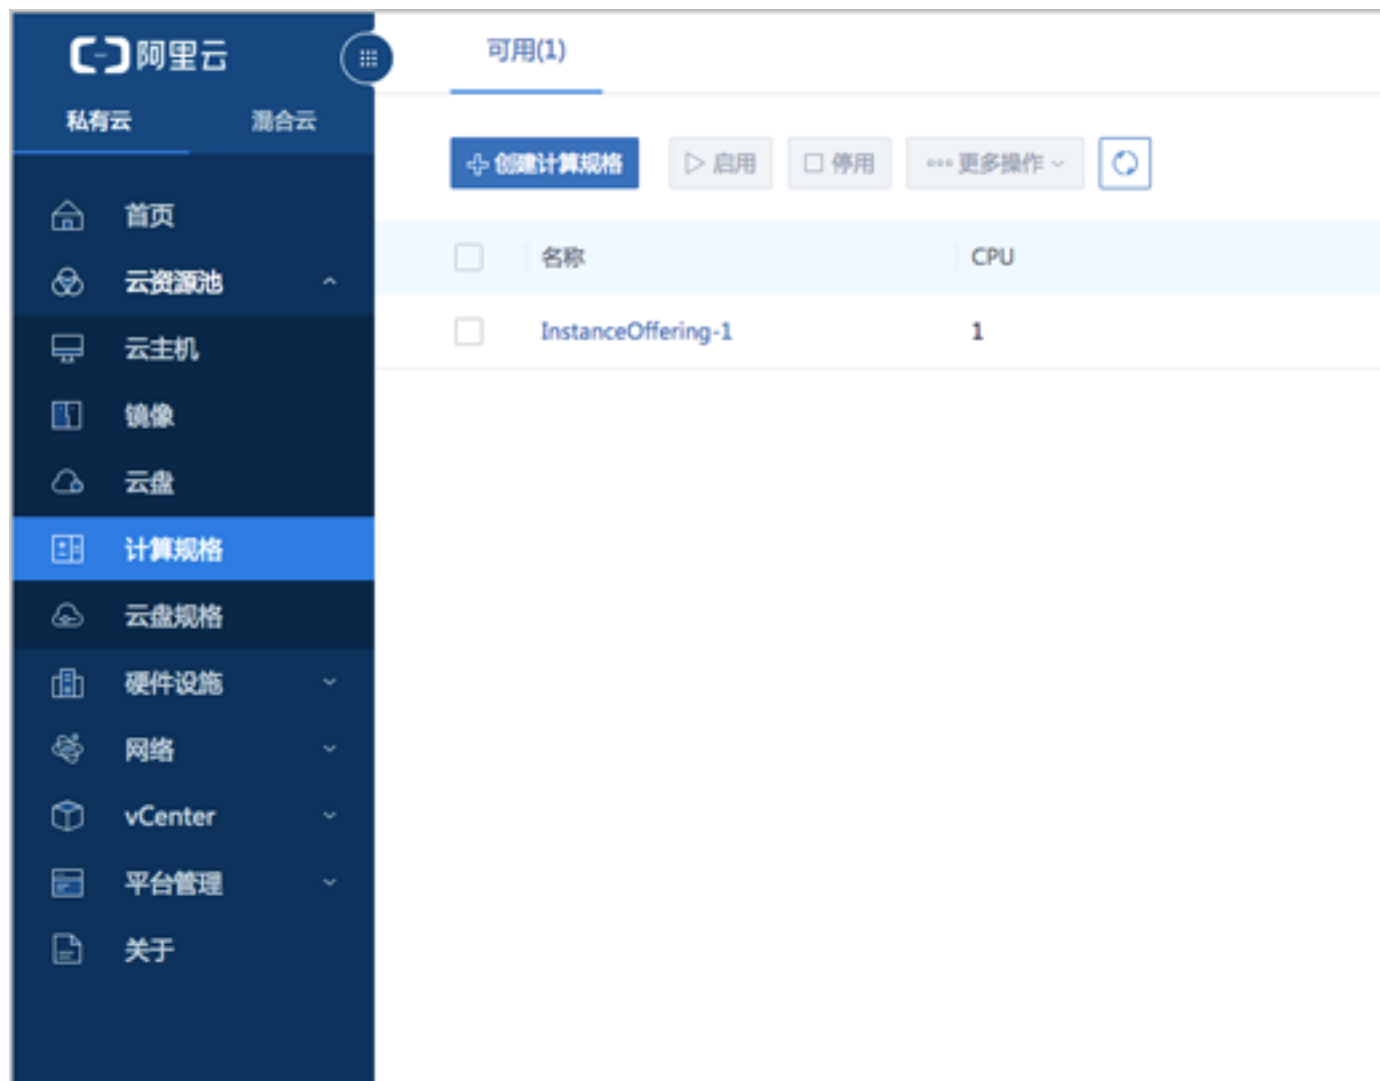 阿里云
私有云 混合云
首页
云资源池
云主机
镜像
云盘
计算规格
云盘规格
硬件设施
网络
vCenter
平台管理
关于
可用(1)
创建计算规格 启用 停用 更多操作
名称 CPU
InstanceOffering-1 1